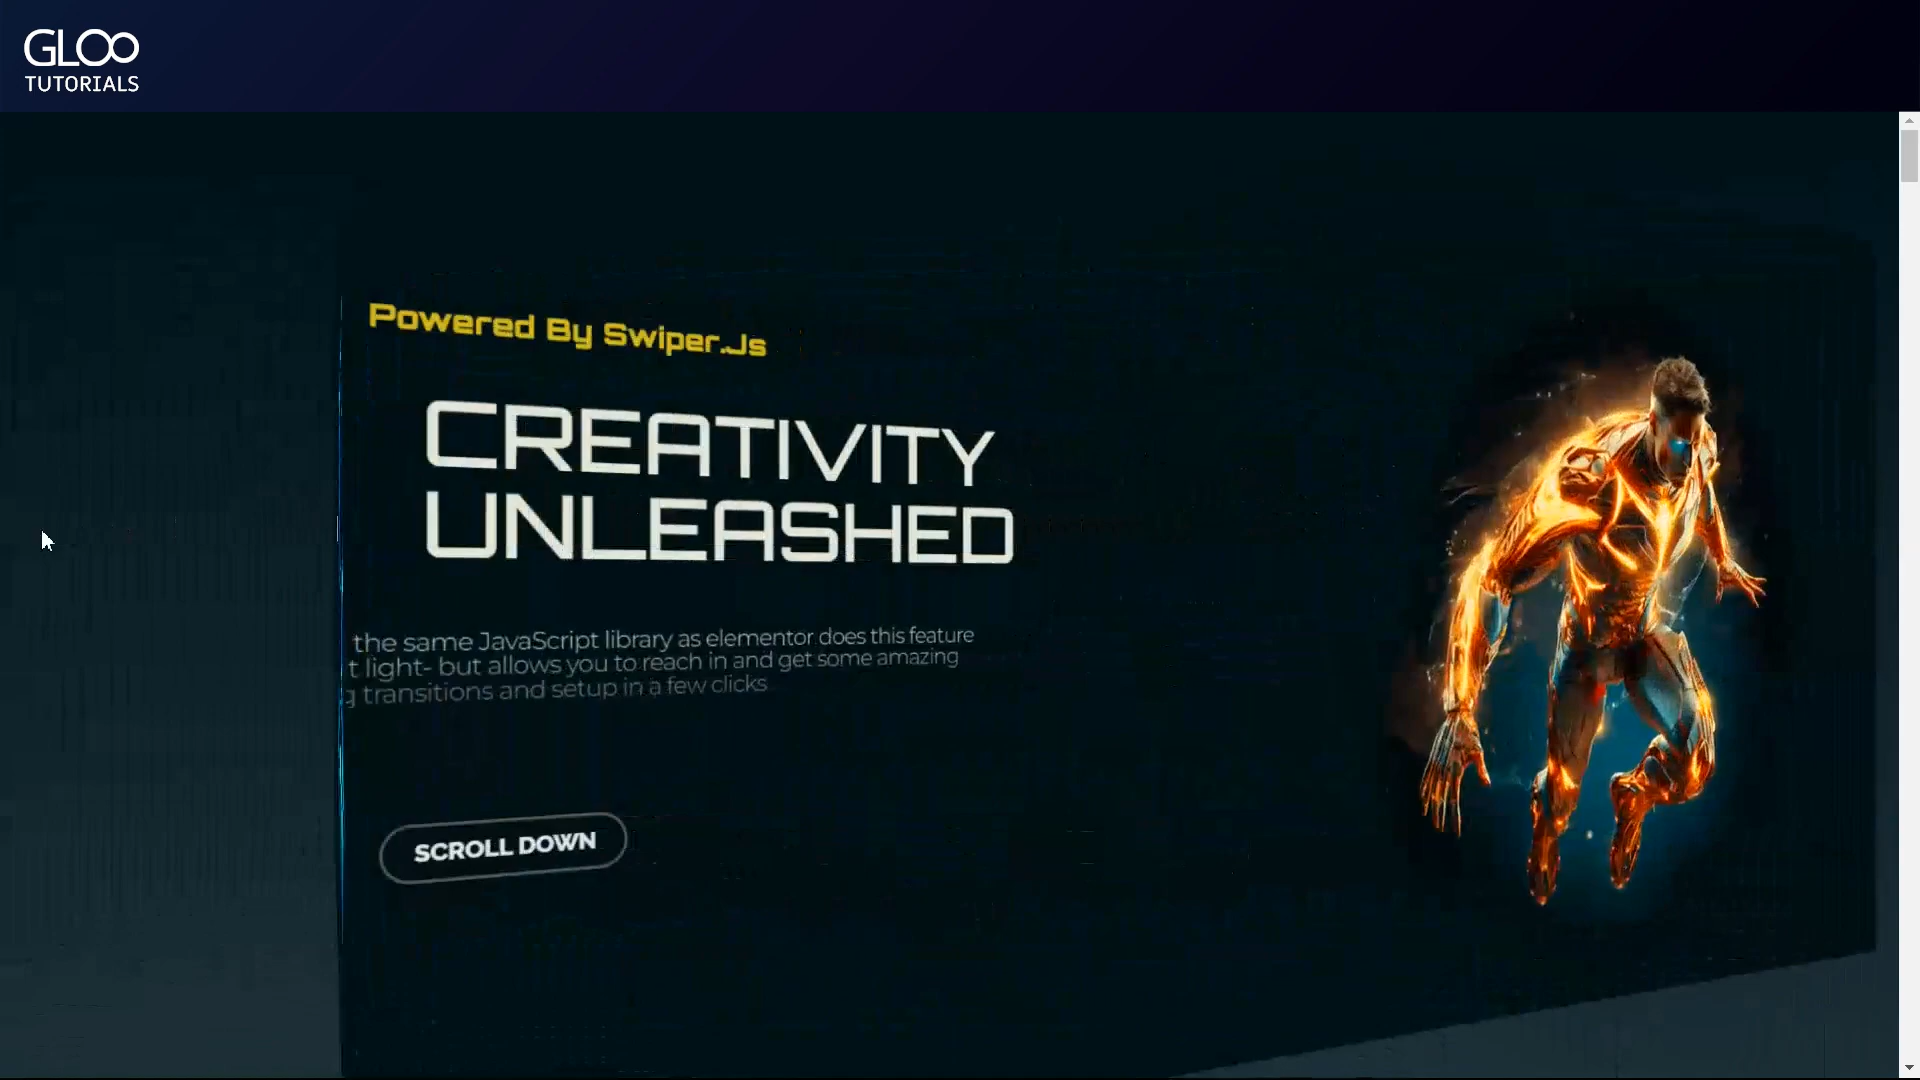 GLOO
TUTORIALS
Powered By Swiper.Js
CREATIVITY
UNLEASHED
the same JavaScript library as elementor does this feature
t light- but allows you to reach in and get some amazing
g transitions and setup in a few clicks
SCROLL DOWN